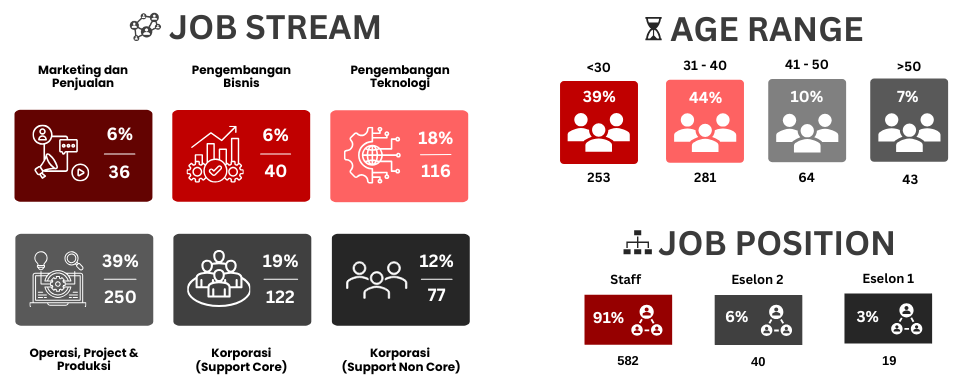 JOB STREAM
Marketing dan
Penjualan
6%
36
Pengembangan
Bisnis
6%
40
Pengembangan
Teknologi
18%
116
39%
250
Operasi, Project &
Produksi
19%
122
Korporasi
(Support Core)
12%
77
Korporasi
(Support Non Core)
AGE RANGE
<30
39%
253
31 - 40
44%
281
41 - 50
10%
64
>50
7%
43
JOB POSITION
Staff
91%
582
Eselon 2
6%
40
Eselon 1
3%
19